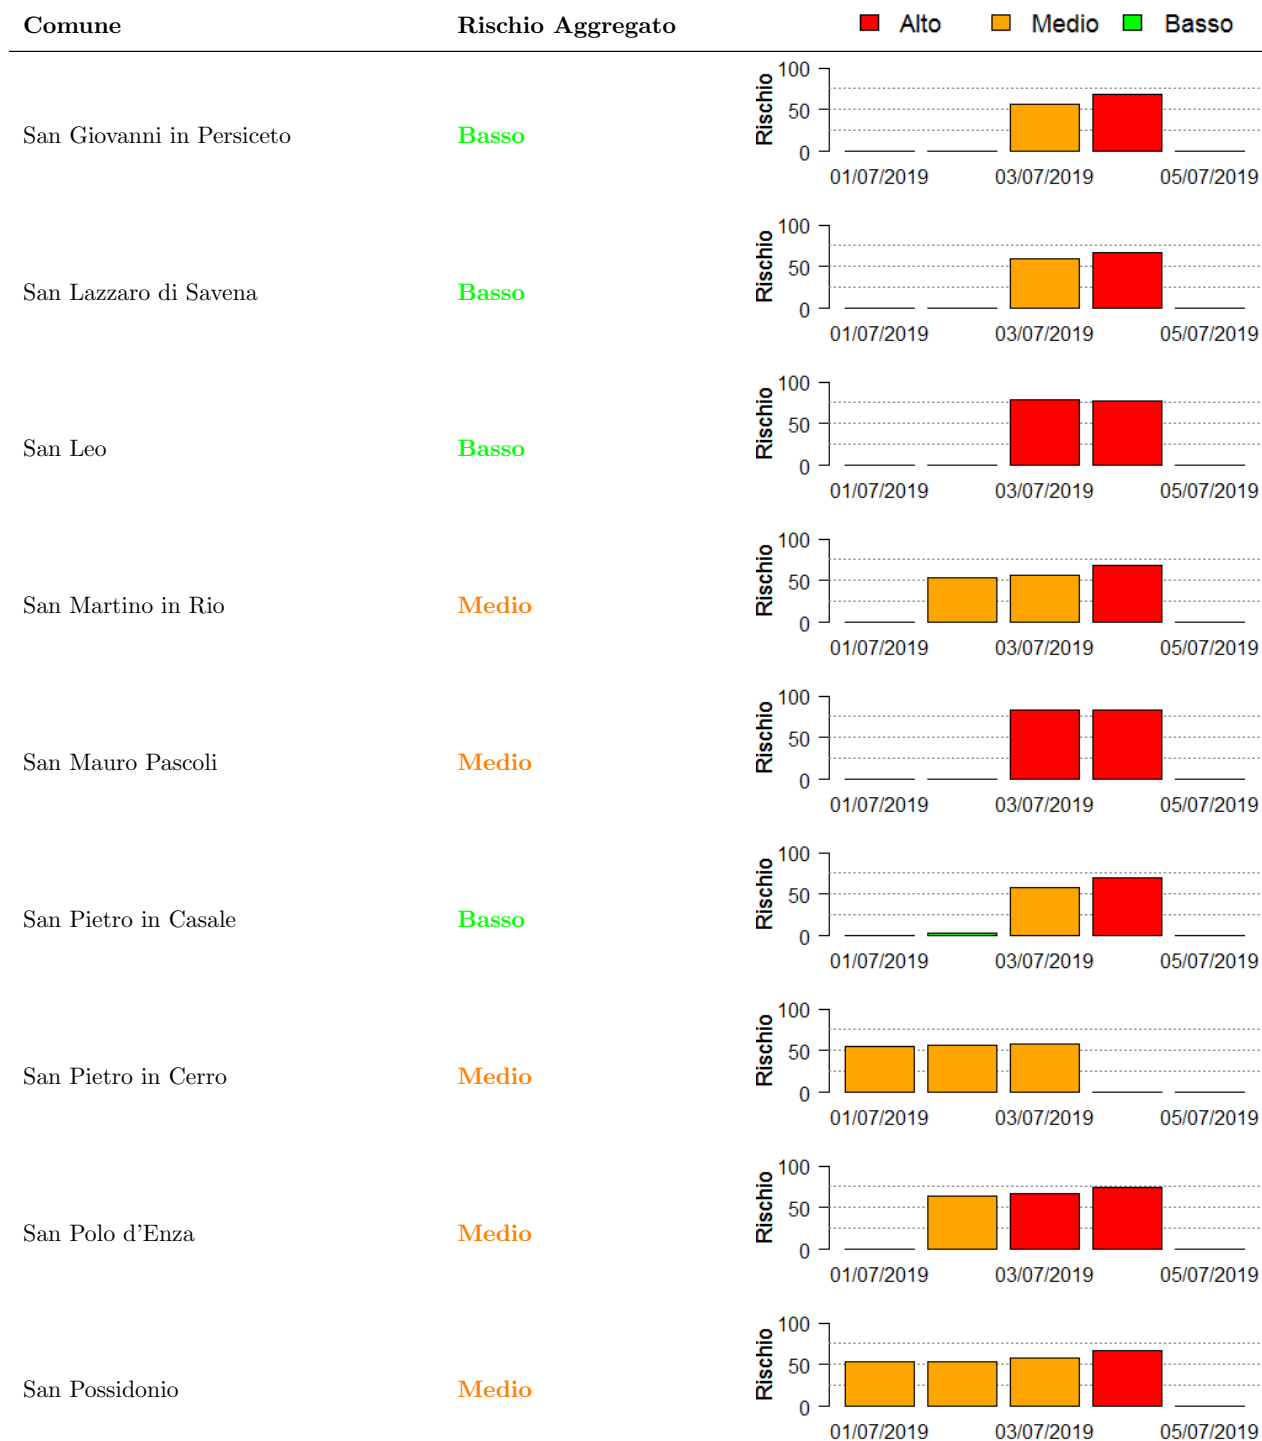 Comune Rischio Aggregato Alto Medio Basso
100
50
0
Rischio
San Giovanni in Persiceto Basso
01/07/2019 03/07/2019 05/07/2019
100
50
0
Rischio
San Lazzaro di Savena Basso
01/07/2019 03/07/2019 05/07/2019
100
50
0
Rischio
San Leo Basso
01/07/2019 03/07/2019 05/07/2019
100
50
0
Rischio
San Martino in Rio Medio
01/07/2019 03/07/2019 05/07/2019
100
50
0
Rischio
San Mauro Pascoli Medio
01/07/2019 03/07/2019 05/07/2019
100
50
0
Rischio
San Pietro in Casale Basso
01/07/2019 03/07/2019 05/07/2019
100
50
0
Rischio
San Pietro in Cerro Medio
01/07/2019 03/07/2019 05/07/2019
100
50
0
Rischio
San Polo d'Enza Medio
01/07/2019 03/07/2019 05/07/2019
100
50
0
Rischio
San Possidonio Medio
01/07/2019 03/07/2019 05/07/2019